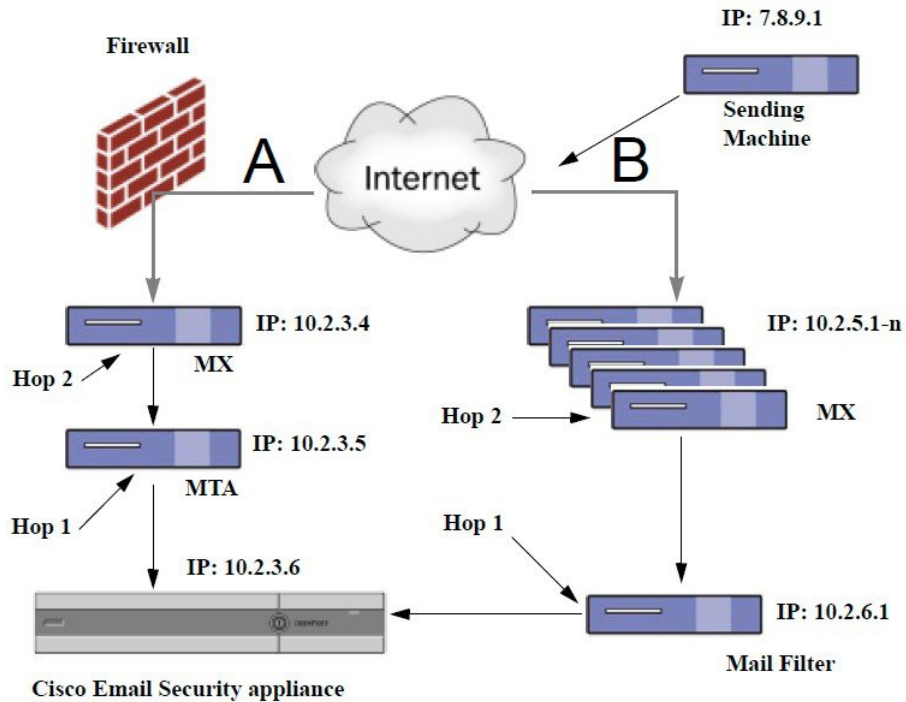 IP: 7.8.9.1
Firewall
Sending
Machine
A
Internet
B
IP: 10.2.3.4
MX
Hop 2
IP: 10.2.5.1-n
Hop 2
MX
IP: 10.2.3.5
MTA
Hop 1
Hop 1
IP: 10.2.3.6
IP: 10.2.6.1
Mail Filter
Cisco Email Security appliance